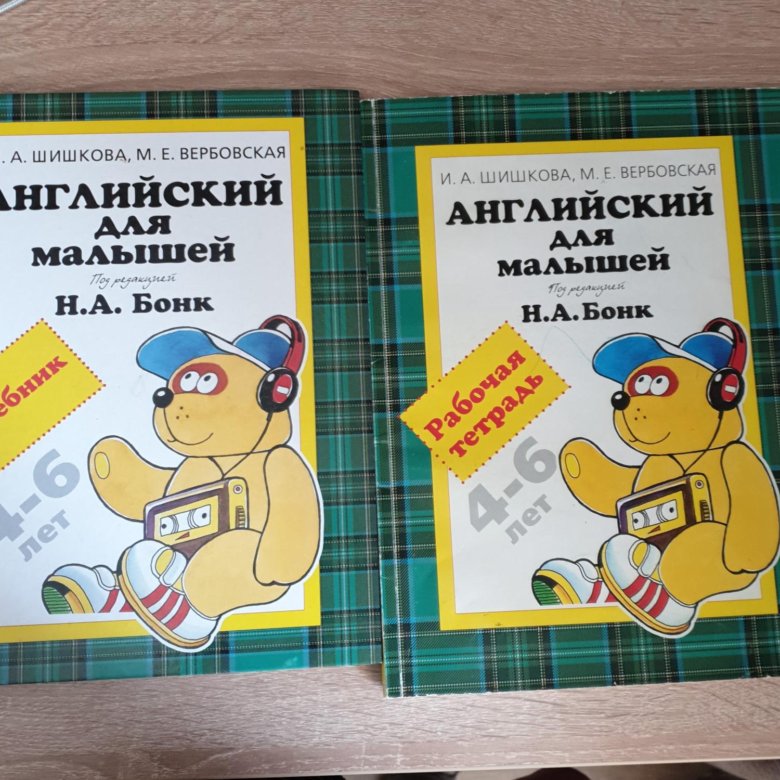 . А. ШИШКОВА, М. Е. ВЕРБОВСКАЯ
АНГЛИЙСКИЙ
ДЛЯ
МАЛЫШЕЙ
Под редакцией
Н.А. Бонк
ебник
4-6
лет
И. А. ШИШКОВА, М. Е. ВЕРБОВСКАЯ
АНГЛИЙСКИЙ
ДЛЯ
МАЛЫШЕЙ
Под редакцией
Н.А. Бонк
Рабочая
тетрадь
4-6
лет